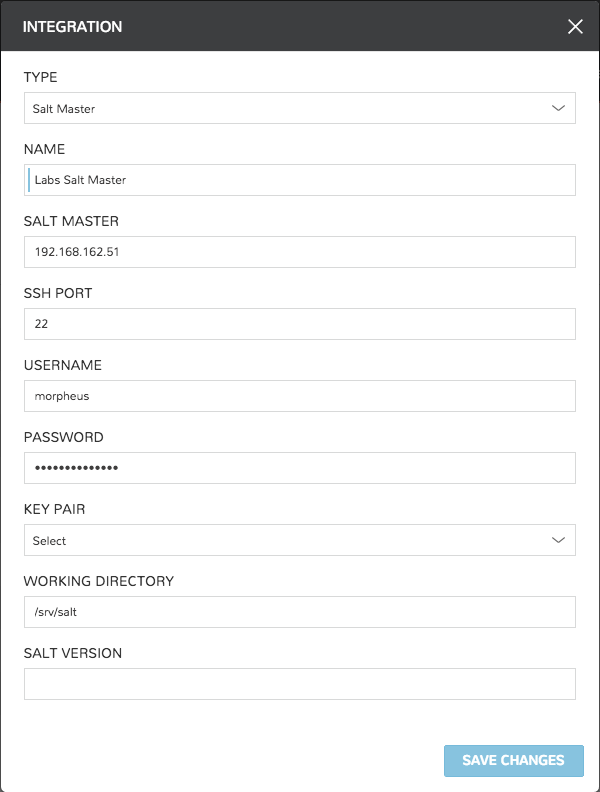 INTEGRATION
TYPE
Salt Master
NAME
Labs Salt Master
SALT MASTER
192.168.162.51
SSH PORT
22
USERNAME
morpheus
PASSWORD
••••••••••••••
KEY PAIR
Select
WORKING DIRECTORY
/srv/salt
SALT VERSION
SAVE CHANGES